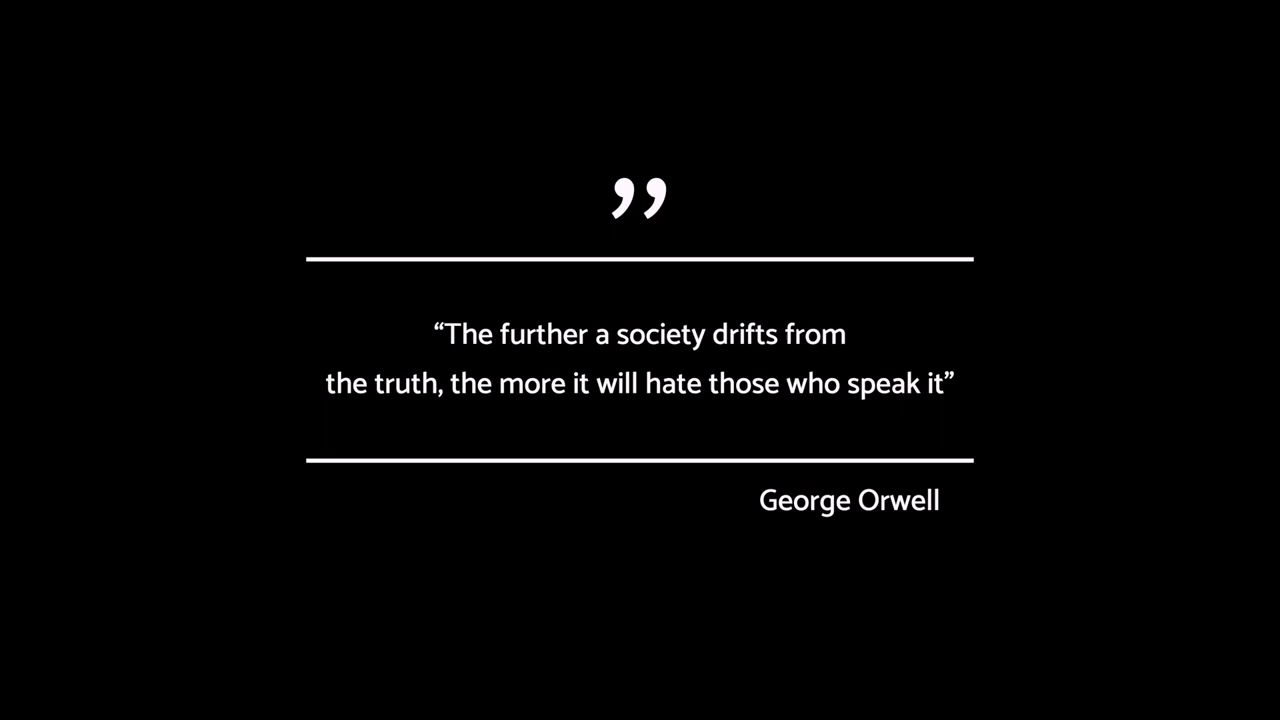 ”
“The further a society drifts from
the truth, the more it will hate those who speak it”
George Orwell